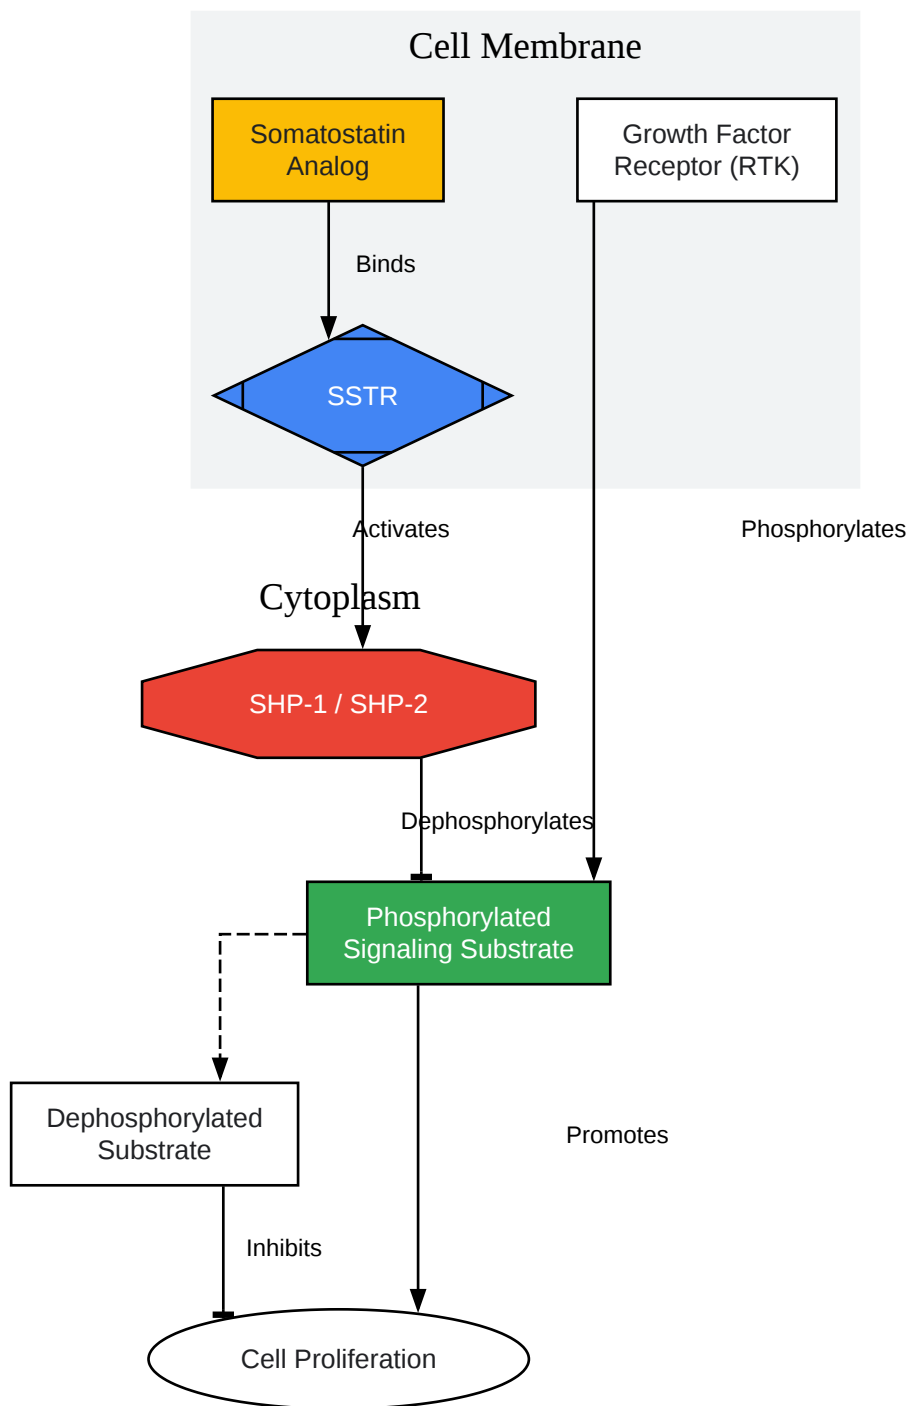 Cell Membrane
Somatostatin
Analog
Growth Factor
Receptor (RTK)
Binds
SSTR
Activates
Phosphorylates
Cytoplasm
SHP-1 / SHP-2
Dephosphorylates
Phosphorylated
Signaling Substrate
Dephosphorylated
Substrate
Promotes
Inhibits
Cell Proliferation